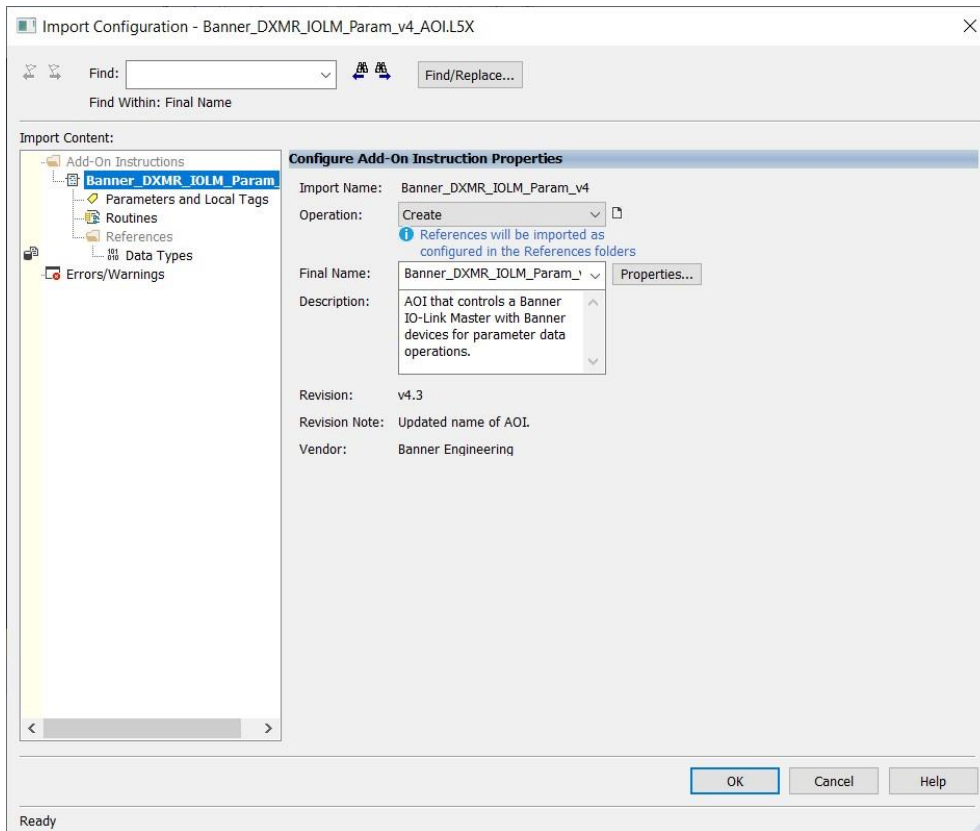 Import Configuration - Banner_DXMR_IOLM_Param_v4_AOI.L5X
Find:
Find/Replace...
Find Within: Final Name
Import Content:
Add-On Instructions
Banner_DXMR_IOLM_Param_
Parameters and Local Tags
Routines
References
Data Types
Errors/Warnings
Configure Add-On Instruction Properties
Import Name: Banner_DXMR_IOLM_Param_v4
Operation: Create
References will be imported as
configured in the References folders
Final Name: Banner_DXMR_IOLM_Param_v Properties...
Description: AOI that controls a Banner
IO-Link Master with Banner
devices for parameter data
operations.
Revision: v4.3
Revision Note: Updated name of AOI.
Vendor: Banner Engineering
OK Cancel Help
Ready